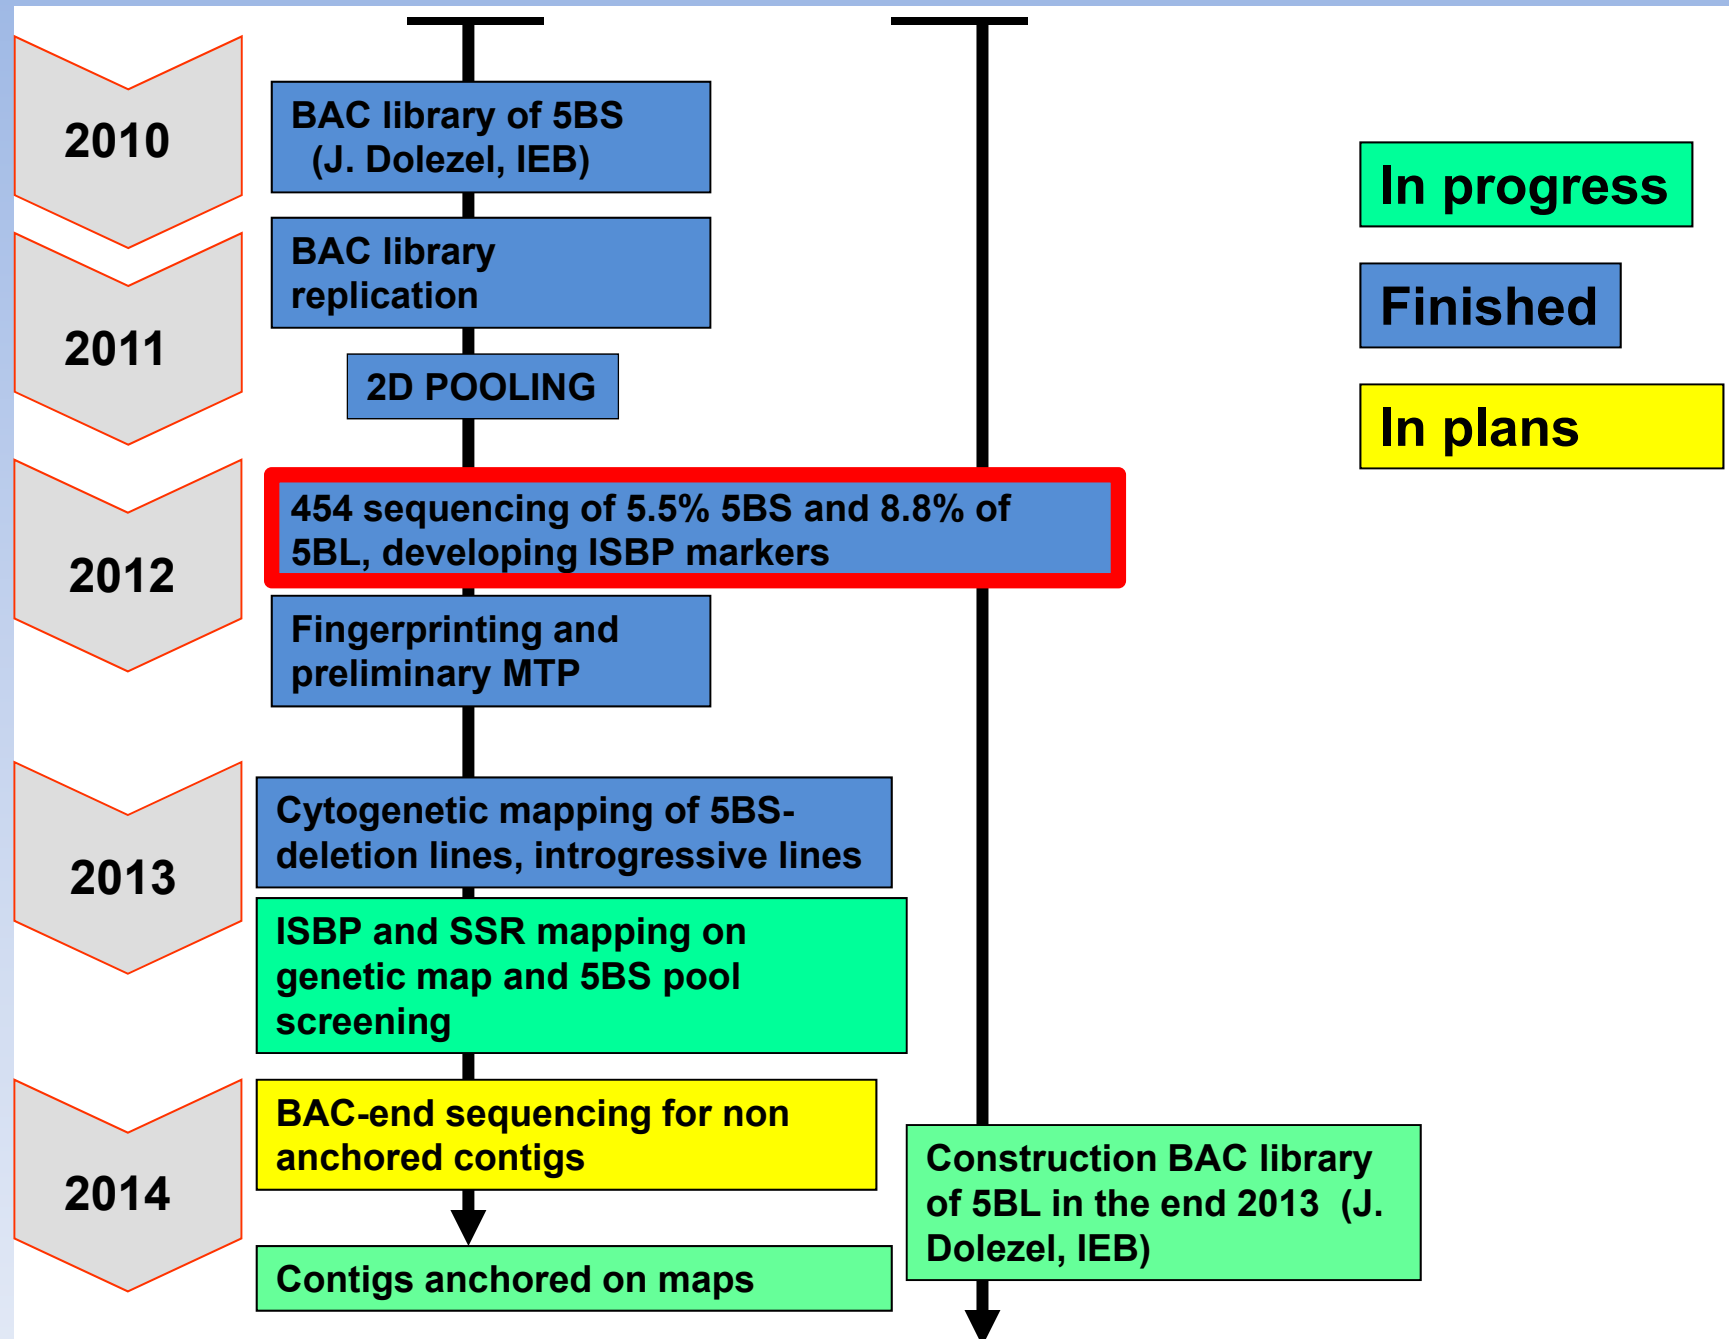 2010
BAC library of 5BS
(J. Dolezel, IEB)
BAC library
replication
2011
2D POOLING
2012
454 sequencing of 5.5% 5BS and 8.8% of
5BL, developing ISBP markers
Fingerprinting and
preliminary MTP
2013
Cytogenetic mapping of 5BS-
deletion lines, introgressive lines
ISBP and SSR mapping on
genetic map and 5BS pool
screening
2014
BAC-end sequencing for non
anchored contigs
Contigs anchored on maps
Construction BAC library
of 5BL in the end 2013 (J.
Dolezel, IEB)
In progress
Finished
In plans